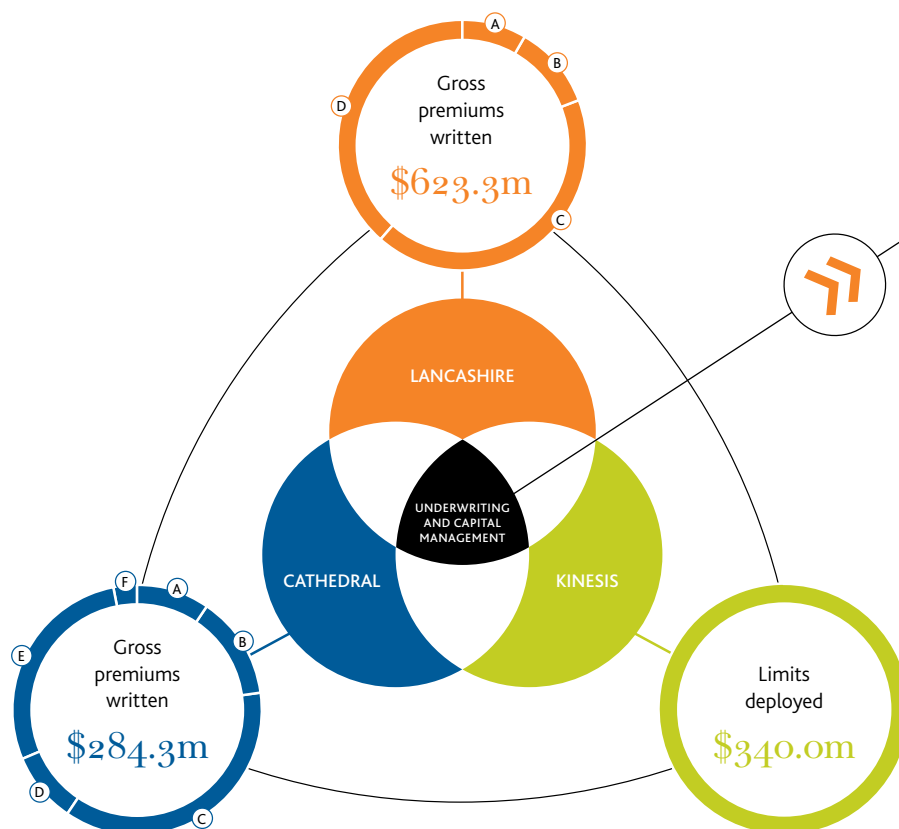 A
B
D
Gross
premiums
written
$623.3m
C
LANCASHIRE
UNDERWRITING
AND CAPITAL
MANAGEMENT
CATHEDRAL
KINESIS
F
A
B
E
Gross
premiums
written
$284.3m
D
C
Limits
deployed
$340.0m